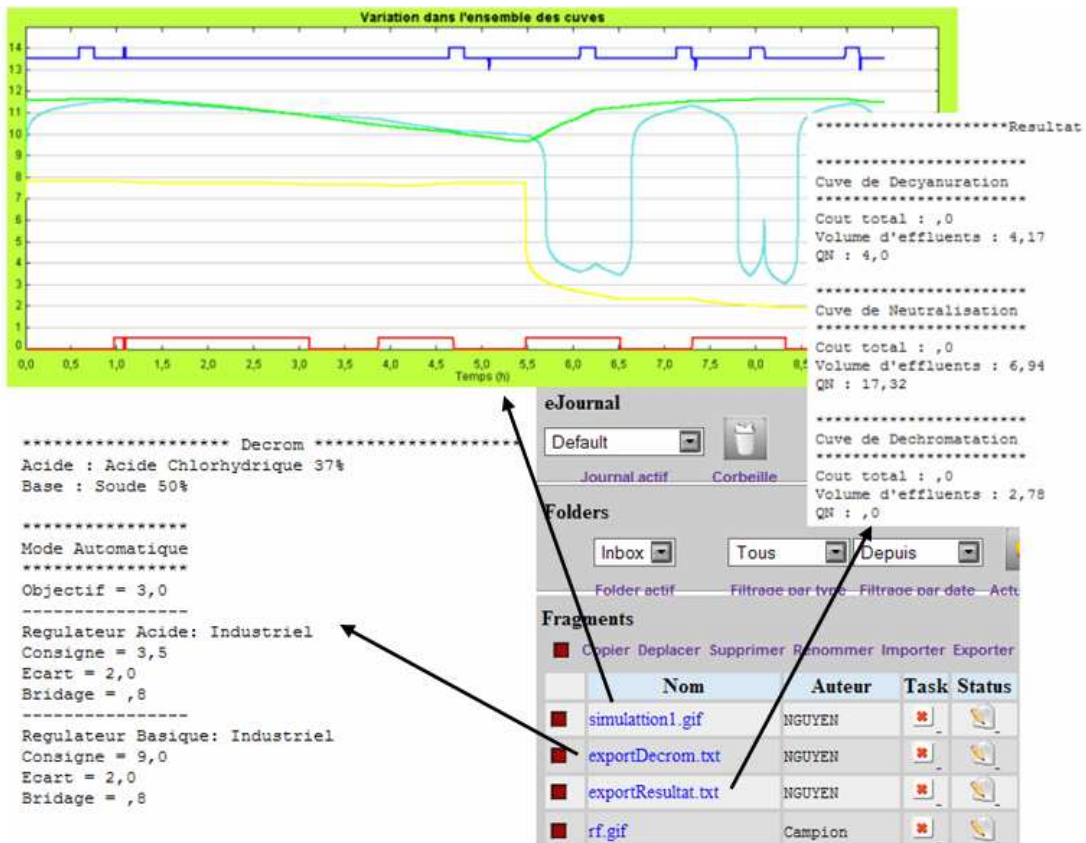 Variation dans l'ensemble des cuves
14
13
12
11
10
9
8
7
6
5
4
3
2
1
0
0,0 0,5 1,0 1,5 2,0 2,5 3,0 3,5 4,0 4,5 5,0 5,5 6,0 6,5 7,0 7,5 8,0 8,5
Temps (h)
*********************Resultat
***********************
Cuve de Decyanuration
***********************
Cout total : ,0
Volume d'effluents : 4,17
QN : 4,0
***********************
Cuve de Neutralisation
***********************
Cout total : ,0
Volume d'effluents : 6,94
QN : 17,32
***********************
Cuve de Dechromatation
***********************
Cout total : ,0
Volume d'effluents : 2,78
QN : ,0
******************** Decrom ********************
Acide : Acide Chlorhydrique 37%
Base : Soude 50%
****************
Mode Automatique
****************
Objectif = 3,0
----------------
Regulateur Acide: Industriel
Consigne = 3,5
Ecart = 2,0
Bridage = ,8
----------------
Regulateur Basique: Industriel
Consigne = 9,0
Ecart = 2,0
Bridage = ,8
eJournal
Default
Journal actif Corbeille
Folders
Inbox Tous Depuis
Folder actif Filtrage par type Filtrage par date Actu
Fragments
Copier Deplacer Supprimer Renommer Importer Exporter
Nom Auteur Task Status
simulattion1.gif NGUYEN
exportDecrom.txt NGUYEN
exportResultat.txt NGUYEN
rf.gif Campion